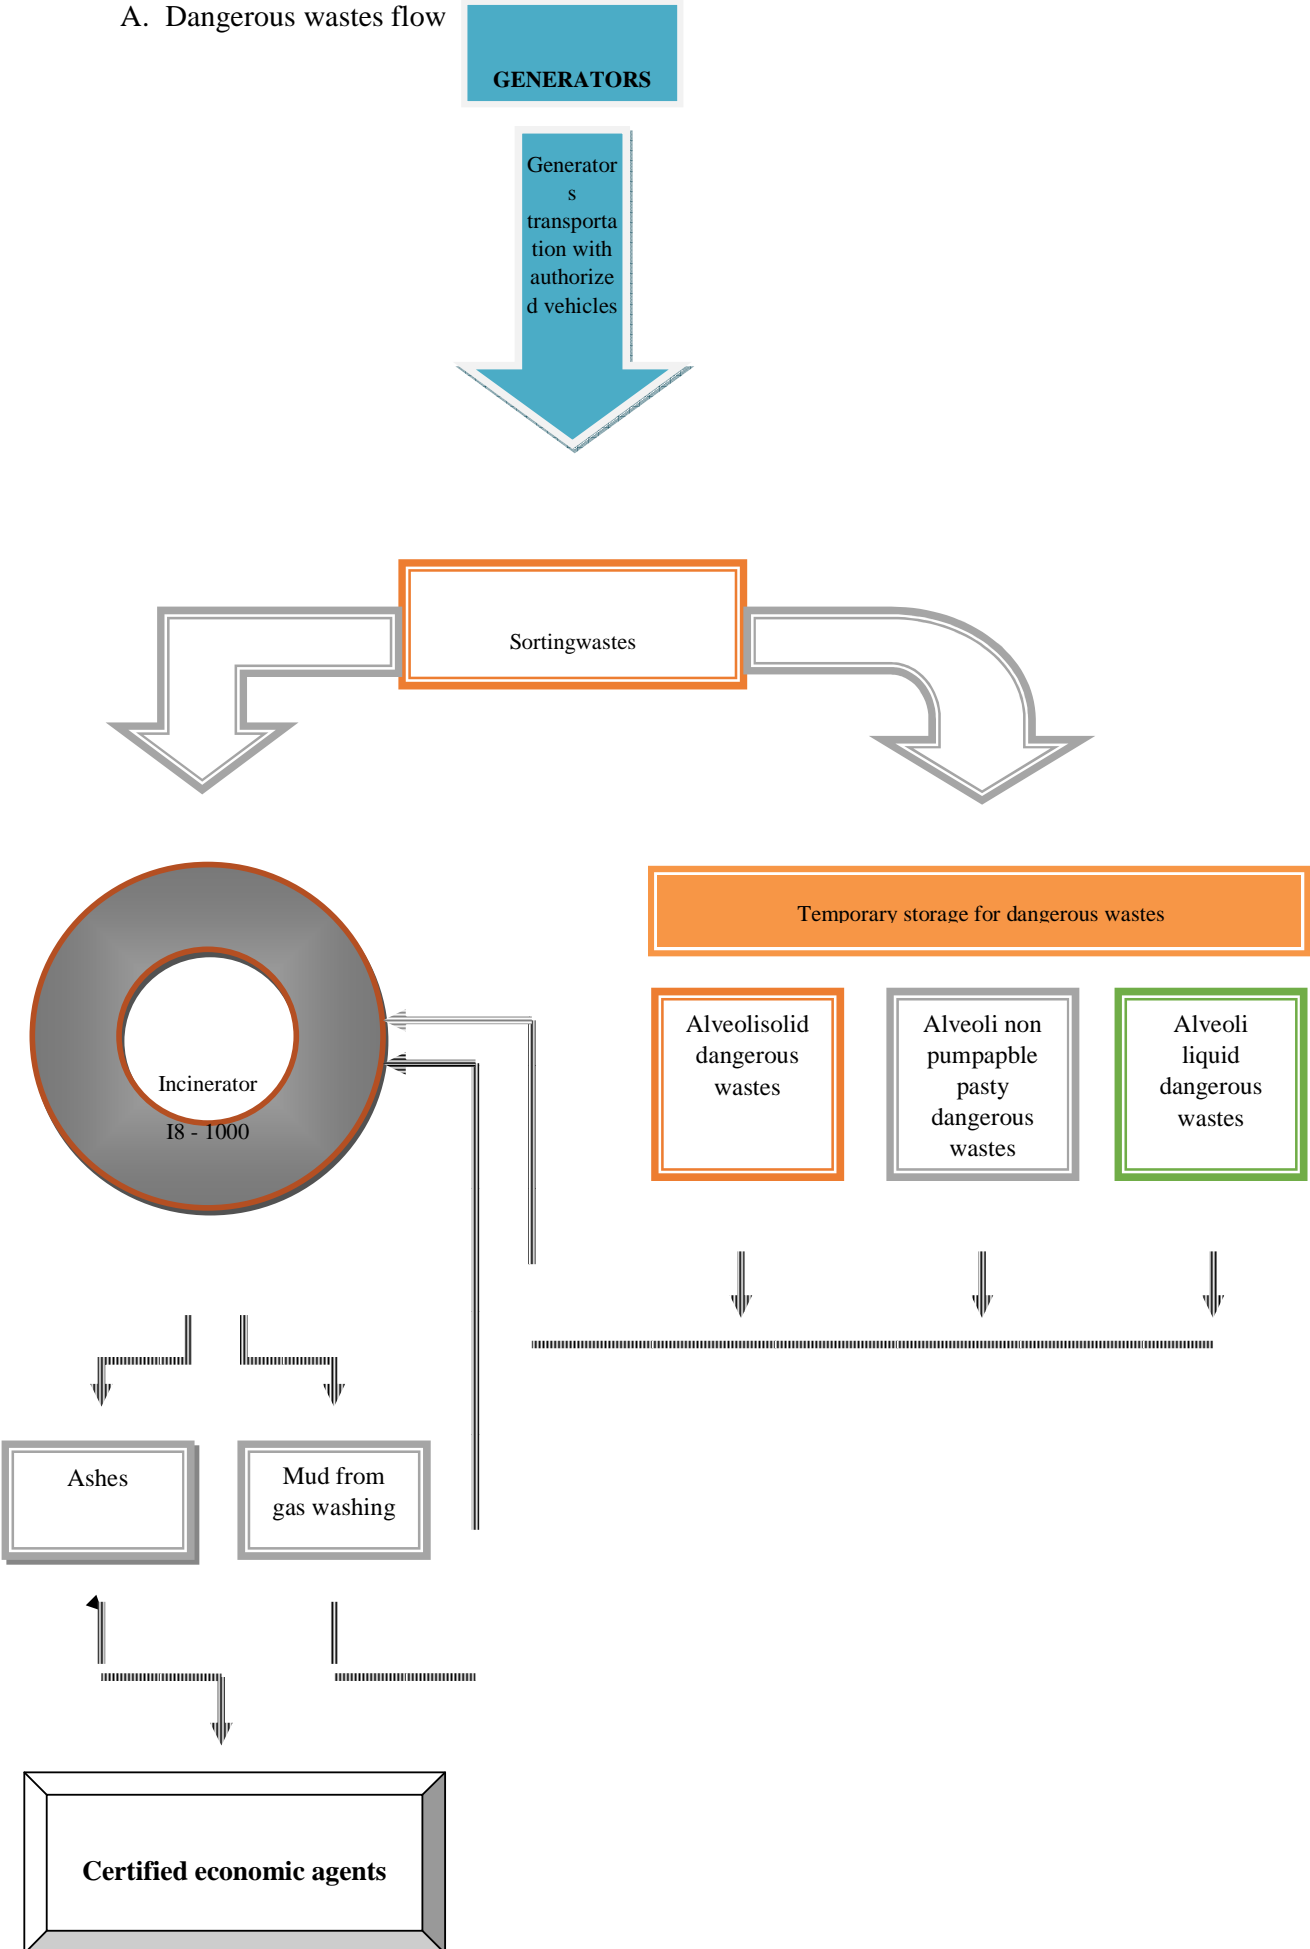 A. Dangerous wastes flow
GENERATORS
Generator
s
transporta
tion with
authorize
d vehicles
Sortingwastes
Temporary storage for dangerous wastes
Alveolisolid
dangerous
wastes
Alveoli non
pumpapble
pasty
dangerous
wastes
Alveoli
liquid
dangerous
wastes
Incinerator
I8 - 1000
Ashes
Mud from
gas washing
Certified economic agents